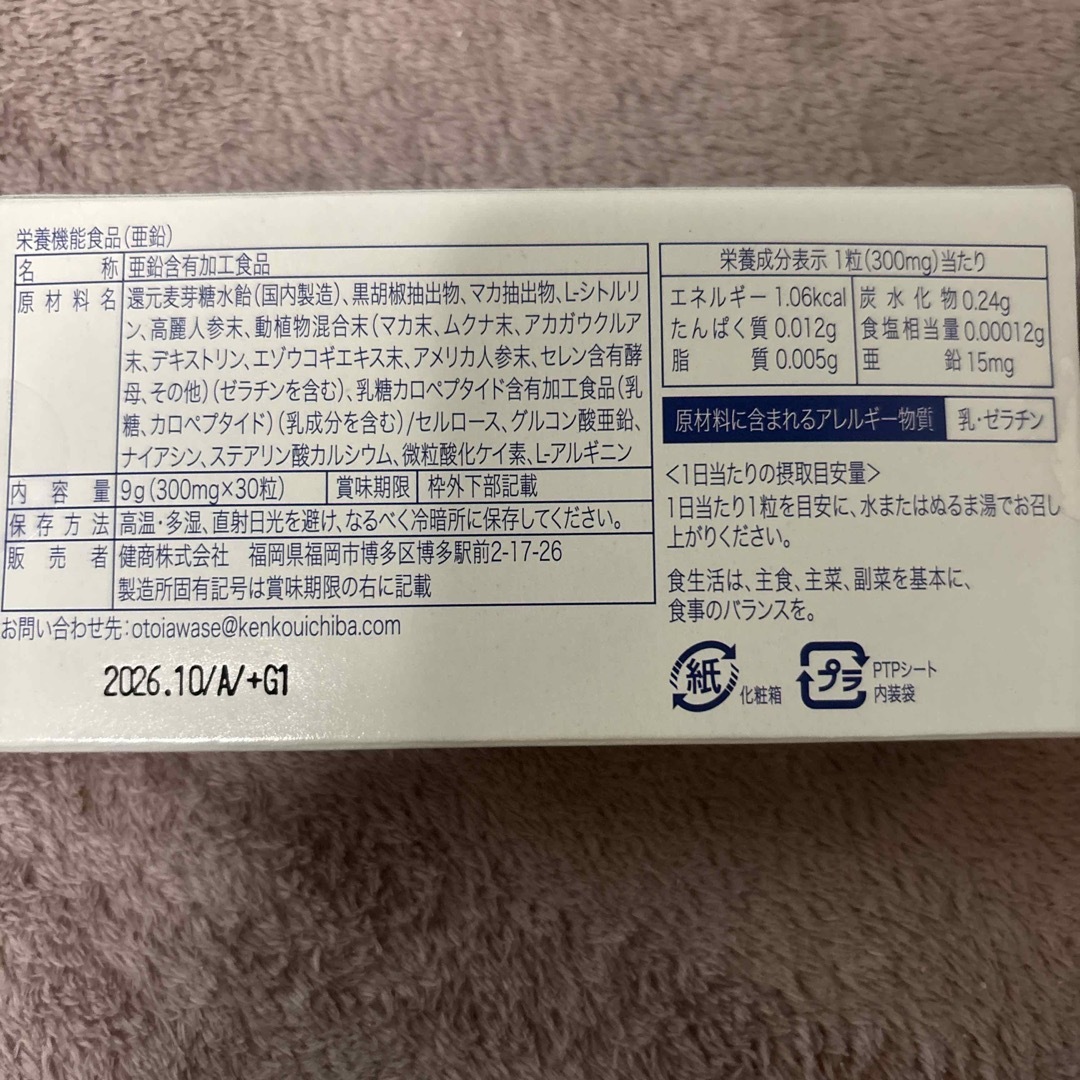 栄養機能食品(亜鉛)
名称 亜鉛含有加工食品
原材料名 還元麦芽糖水飴(国内製造)、黒胡椒抽出物、マカ抽出物、L-シトルリ
ン、高麗人参末、動植物混合末(マカ末、ムクナ末、アカガウクルア
末、デキストリン、エゾウコギエキス末、アメリカ人参末、セレン含有酵
母、その他)(ゼラチンを含む)、乳糖カロペプタイド含有加工食品(乳
糖、カロペプタイド)(乳成分を含む)/セルロース、グルコン酸亜鉛、
ナイアシン、ステアリン酸カルシウム、微粒酸化ケイ素、L-アルギニン
内容量 9g(300mg×30粒) 賞味期限 枠外下部記載
保存方法 高温・多湿、直射日光を避け、なるべく冷暗所に保存してください。
販売者 健商株式会社 福岡県福岡市博多区博多駅前2-17-26
製造所固有記号は賞味期限の右に記載
お問い合わせ先:otoiawase@kenkouichiba.com
2026.10/A/+G1
栄養成分表示 1粒(300mg)当たり
エネルギー 1.06kcal 炭水化物 0.24g
たんぱく質 0.012g 食塩相当量 0.00012g
脂質 0.005g 亜鉛 15mg
原材料に含まれるアレルギー物質 乳・ゼラチン
<1日当たりの摂取目安量>
1日当たり1粒を目安に、水またはぬるま湯でお召し
上がりください。
食生活は、主食、主菜、副菜を基本に、
食事のバランスを。
紙 化粧箱
プラ PTPシート
内装袋